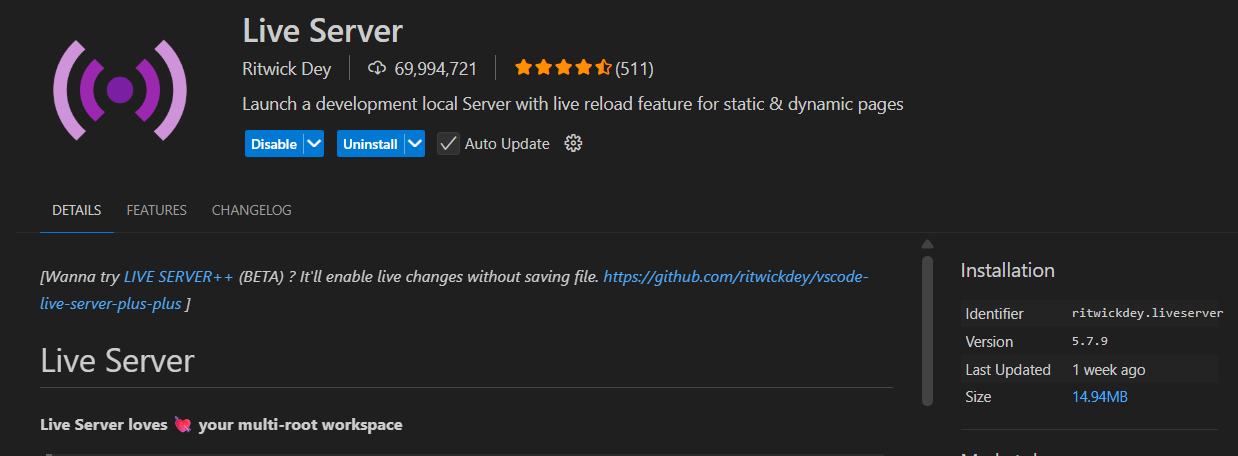 Live Server
Ritwick Dey 69,994,721 (511)
Launch a development local Server with live reload feature for static & dynamic pages
Disable Uninstall Auto Update
DETAILS FEATURES CHANGELOG
[Wanna try LIVE SERVER++ (BETA) ? It'll enable live changes without saving file. https://github.com/ritwickdey/vscode-
live-server-plus-plus ]
Live Server
Live Server loves 💘 your multi-root workspace
Installation
Identifier ritwickdey.liveserver
Version 5.7.9
Last Updated 1 week ago
Size 14.94MB